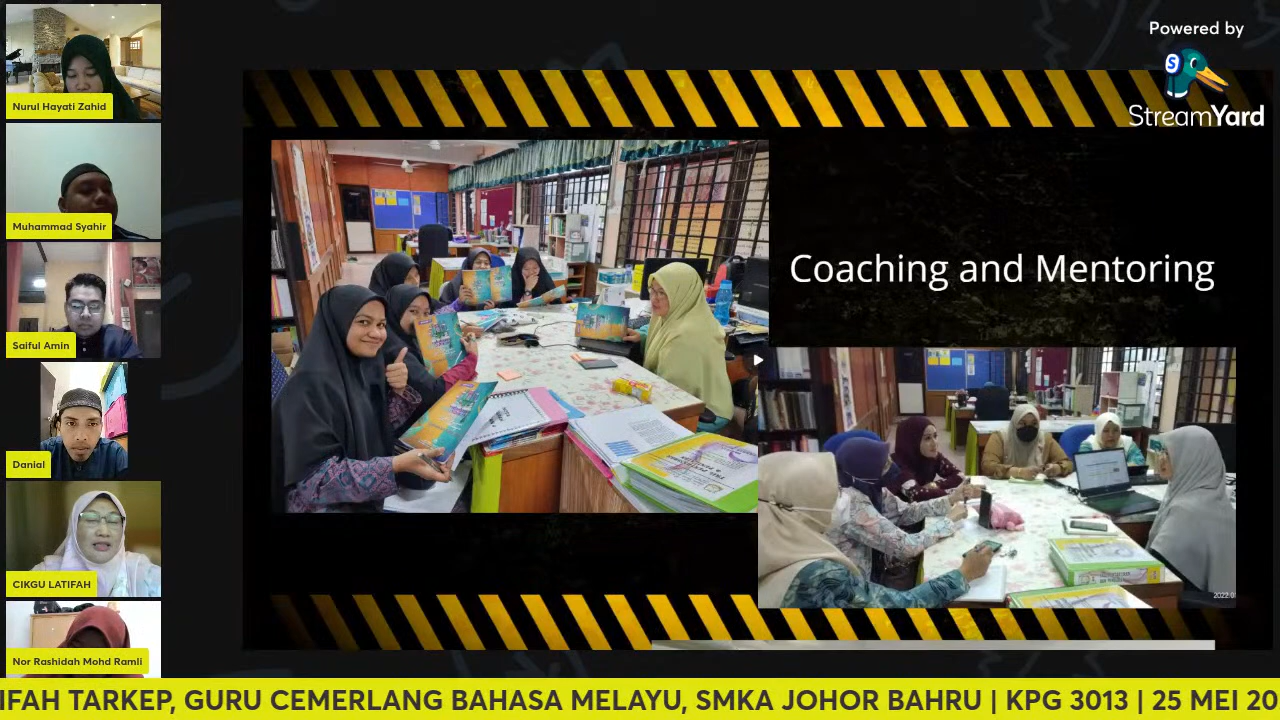 Powered by
StreamYard
Nurul Hayati Zahid
Muhammad Syahir
Saiful Amin
Danial
CIKGU LATIFAH
Nor Rashidah Mohd Ramli
Coaching and Mentoring
IFAH TARKEP, GURU CEMERLANG BAHASA MELAYU, SMKA JOHOR BAHRU | KPG 3013 | 25 MEI 20